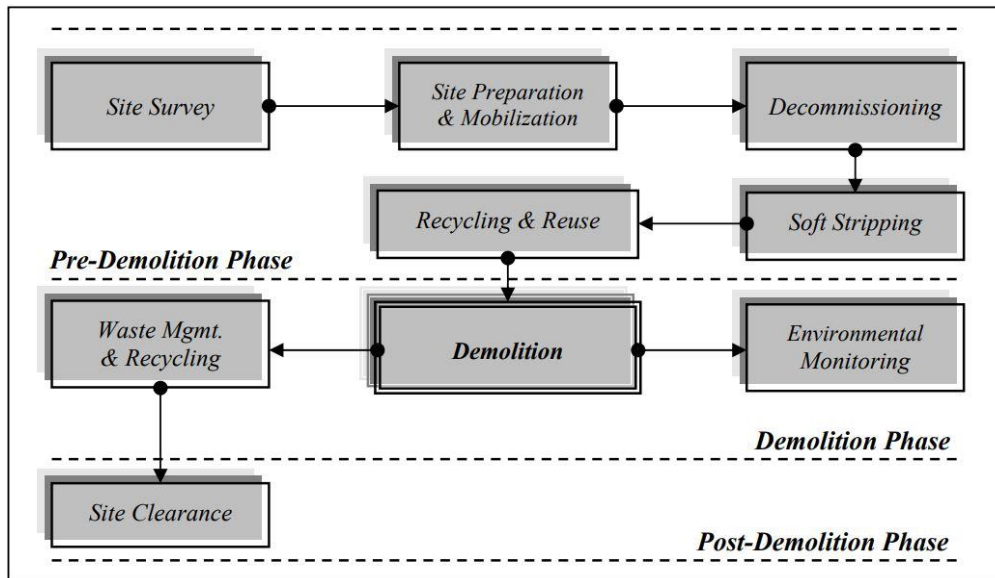 Site Survey
Site Preparation
& Mobilization
Decommissioning
Recycling & Reuse
Soft Stripping
Pre-Demolition Phase
Waste Mgmt.
& Recycling
Demolition
Environmental
Monitoring
Demolition Phase
Site Clearance
Post-Demolition Phase